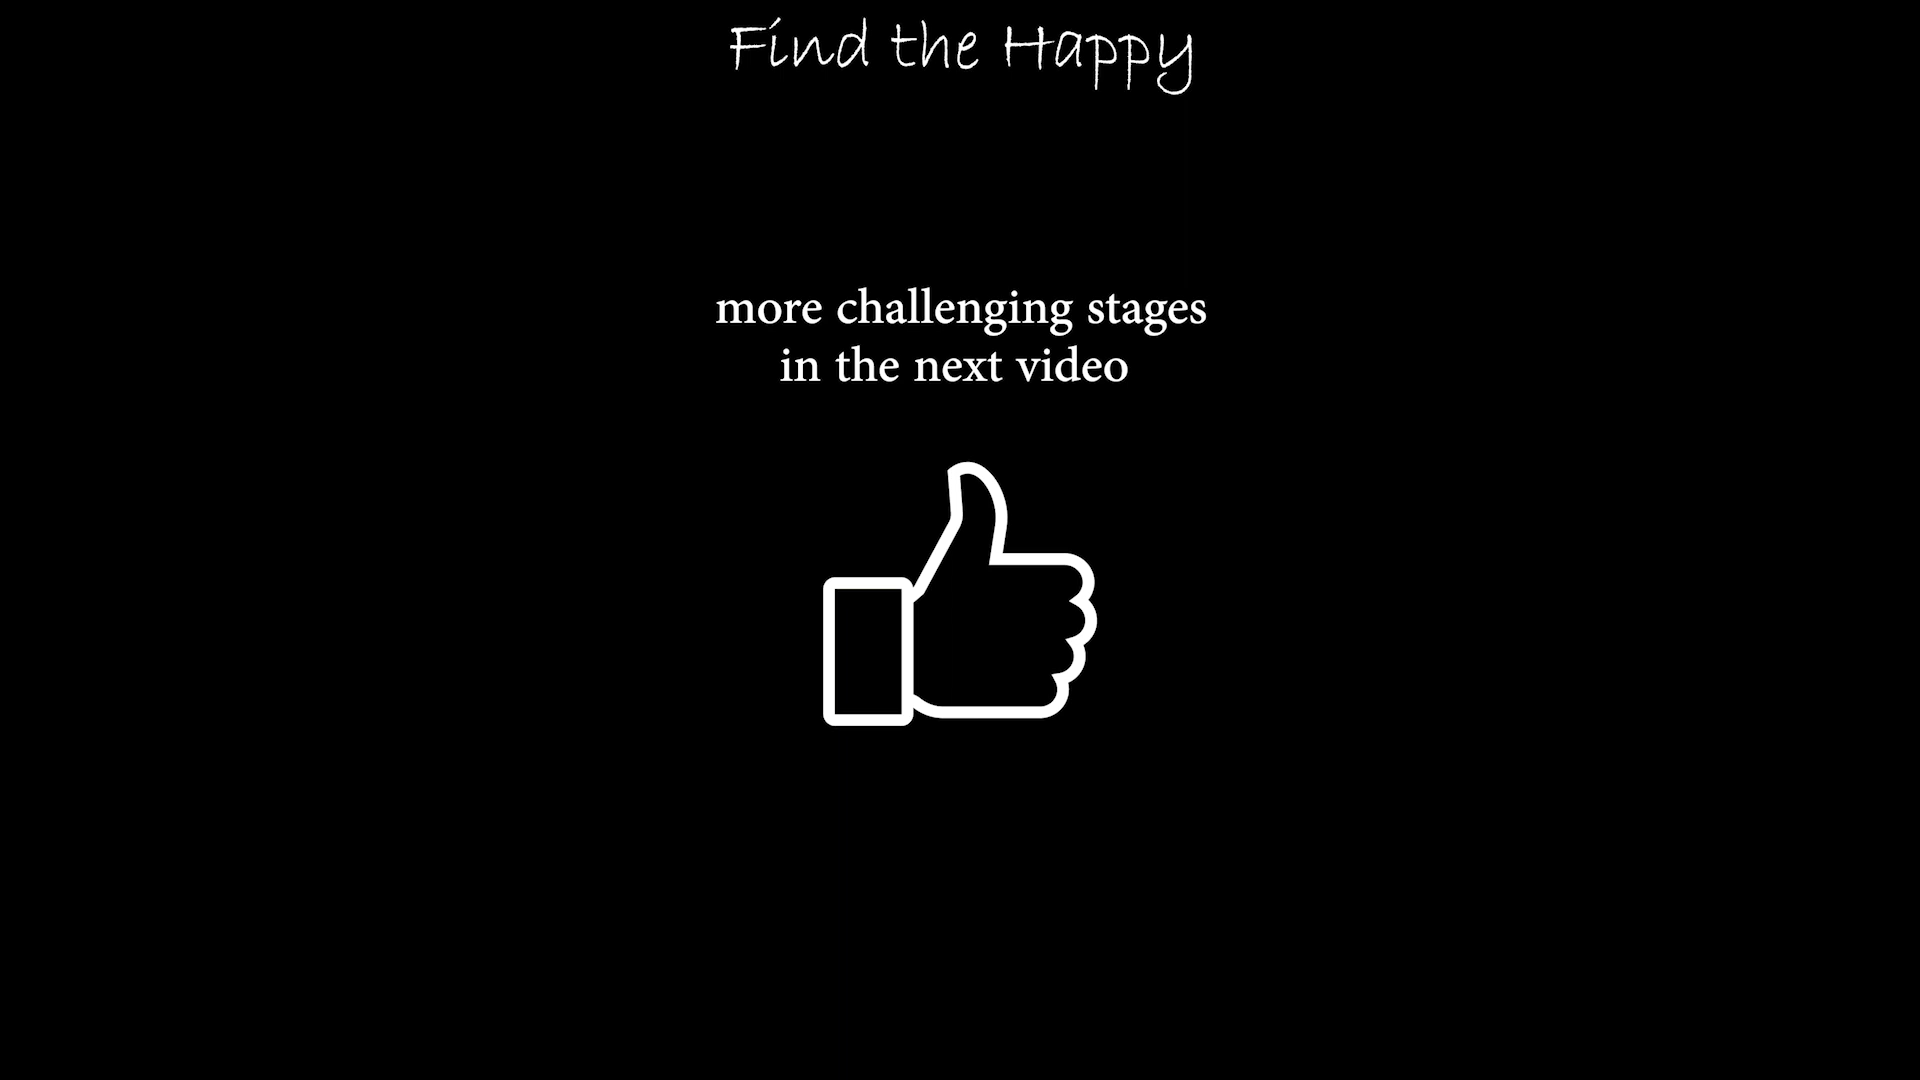 Find the Happy
more challenging stages
in the next video